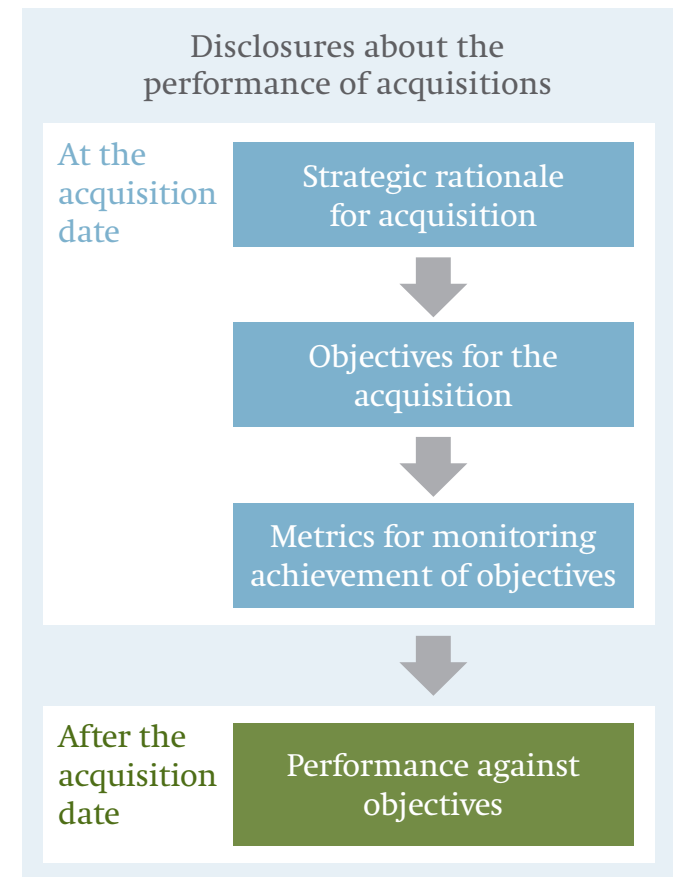 Disclosures about the
performance of acquisitions
At the
acquisition
date
Strategic rationale
for acquisition
Objectives for the
acquisition
Metrics for monitoring
achievement of objectives
After the
acquisition
date
Performance against
objectives